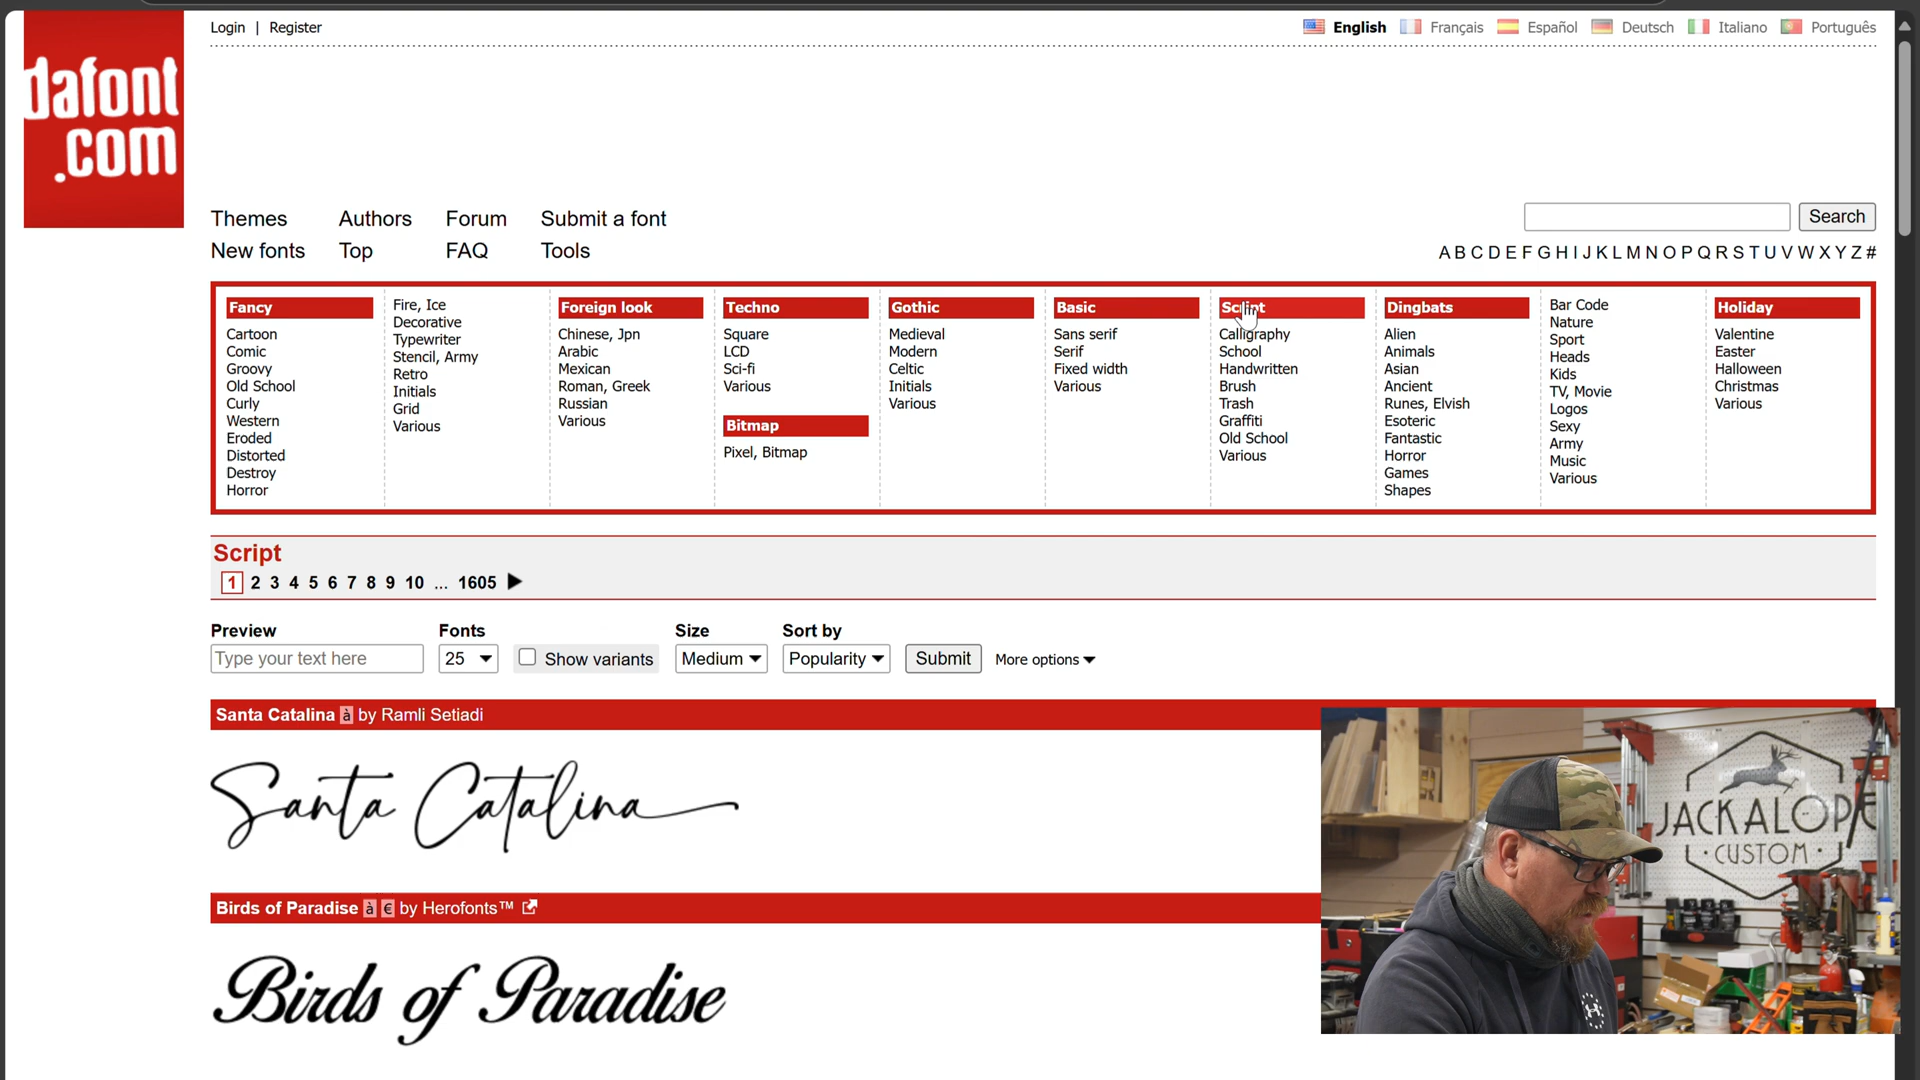 dafont
.com
Login | Register
English Français Español Deutsch Italiano Português
Themes Authors Forum Submit a font
New fonts Top FAQ Tools
Search
A B C D E F G H I J K L M N O P Q R S T U V W X Y Z #
Fancy
Cartoon
Comic
Groovy
Old School
Curly
Western
Eroded
Distorted
Destroy
Horror
Fire, Ice
Decorative
Typewriter
Stencil, Army
Retro
Initials
Grid
Various
Foreign look
Chinese, Jpn
Arabic
Mexican
Roman, Greek
Russian
Various
Techno
Square
LCD
Sci-fi
Various
Bitmap
Pixel, Bitmap
Gothic
Medieval
Modern
Celtic
Initials
Various
Basic
Sans serif
Serif
Fixed width
Various
Script
Calligraphy
School
Handwritten
Brush
Trash
Graffiti
Old School
Various
Dingbats
Alien
Animals
Asian
Ancient
Runes, Elvish
Esoteric
Fantastic
Horror
Games
Shapes
Bar Code
Nature
Sport
Heads
Kids
TV, Movie
Logos
Sexy
Army
Music
Various
Holiday
Valentine
Easter
Halloween
Christmas
Various
Script
1 2 3 4 5 6 7 8 9 10 ... 1605
Preview Fonts Size Sort by
Type your text here 25 Show variants Medium Popularity Submit More options
Santa Catalina à by Ramli Setiadi
Santa Catalina
Birds of Paradise à € by Herofonts™
Birds of Paradise
JACKALOPE
· CUSTOM ·